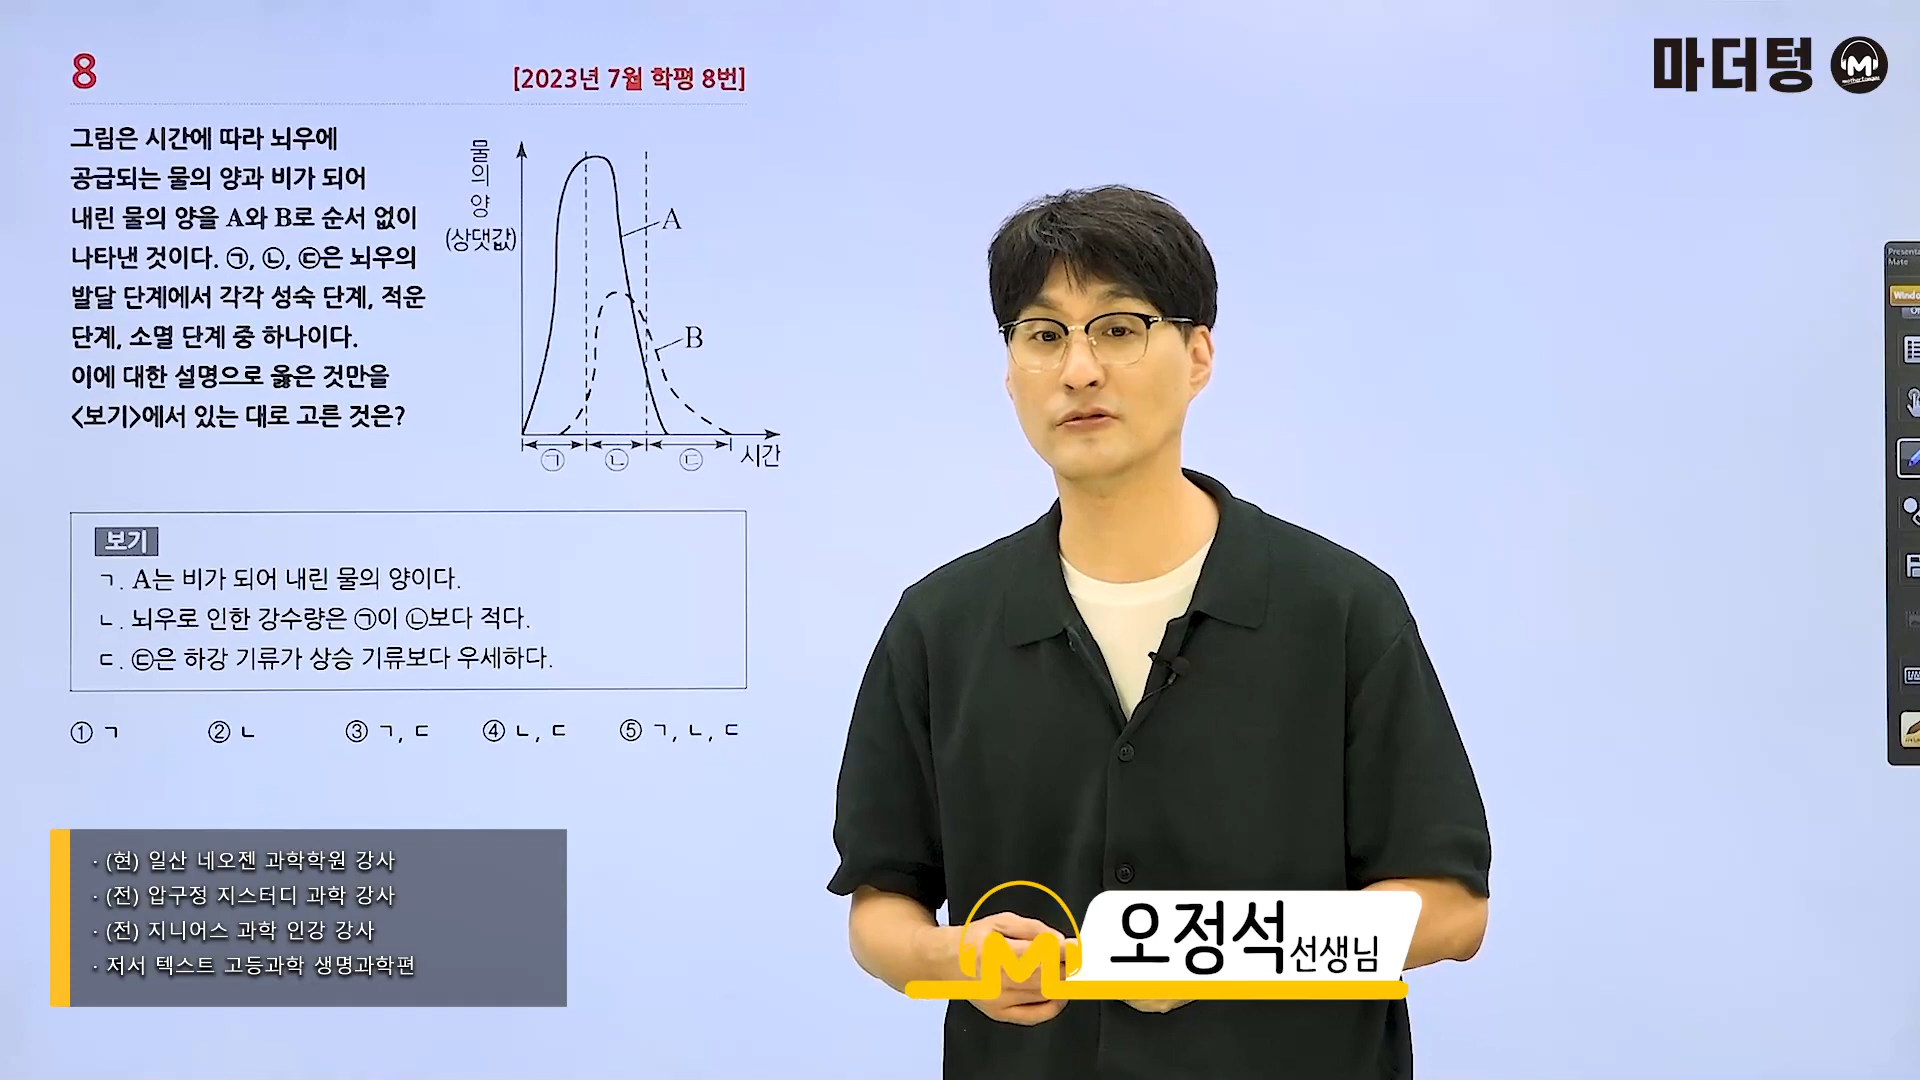 8
[2023년 7월 학평 8번]
그림은 시간에 따라 뇌우에
공급되는 물의 양과 비가 되어
내린 물의 양을 A와 B로 순서 없이
나타낸 것이다. ㉠, ㉡, ㉢은 뇌우의
발달 단계에서 각각 성숙 단계, 적운
단계, 소멸 단계 중 하나이다.
이에 대한 설명으로 옳은 것만을
<보기>에서 있는 대로 고른 것은?
물의 양
(상댓값)
A
B
㉠ ㉡ ㉢ 시간
보기
ㄱ. A는 비가 되어 내린 물의 양이다.
ㄴ. 뇌우로 인한 강수량은 ㉠이 ㉡보다 적다.
ㄷ. ㉢은 하강 기류가 상승 기류보다 우세하다.
① ㄱ ② ㄴ ③ ㄱ, ㄷ ④ ㄴ, ㄷ ⑤ ㄱ, ㄴ, ㄷ
· (현) 일산 네오젠 과학학원 강사
· (전) 압구정 지스터디 과학 강사
· (전) 지니어스 과학 인강 강사
· 저서 텍스트 고등과학 생명과학편
마더텅 M
M 오정석 선생님